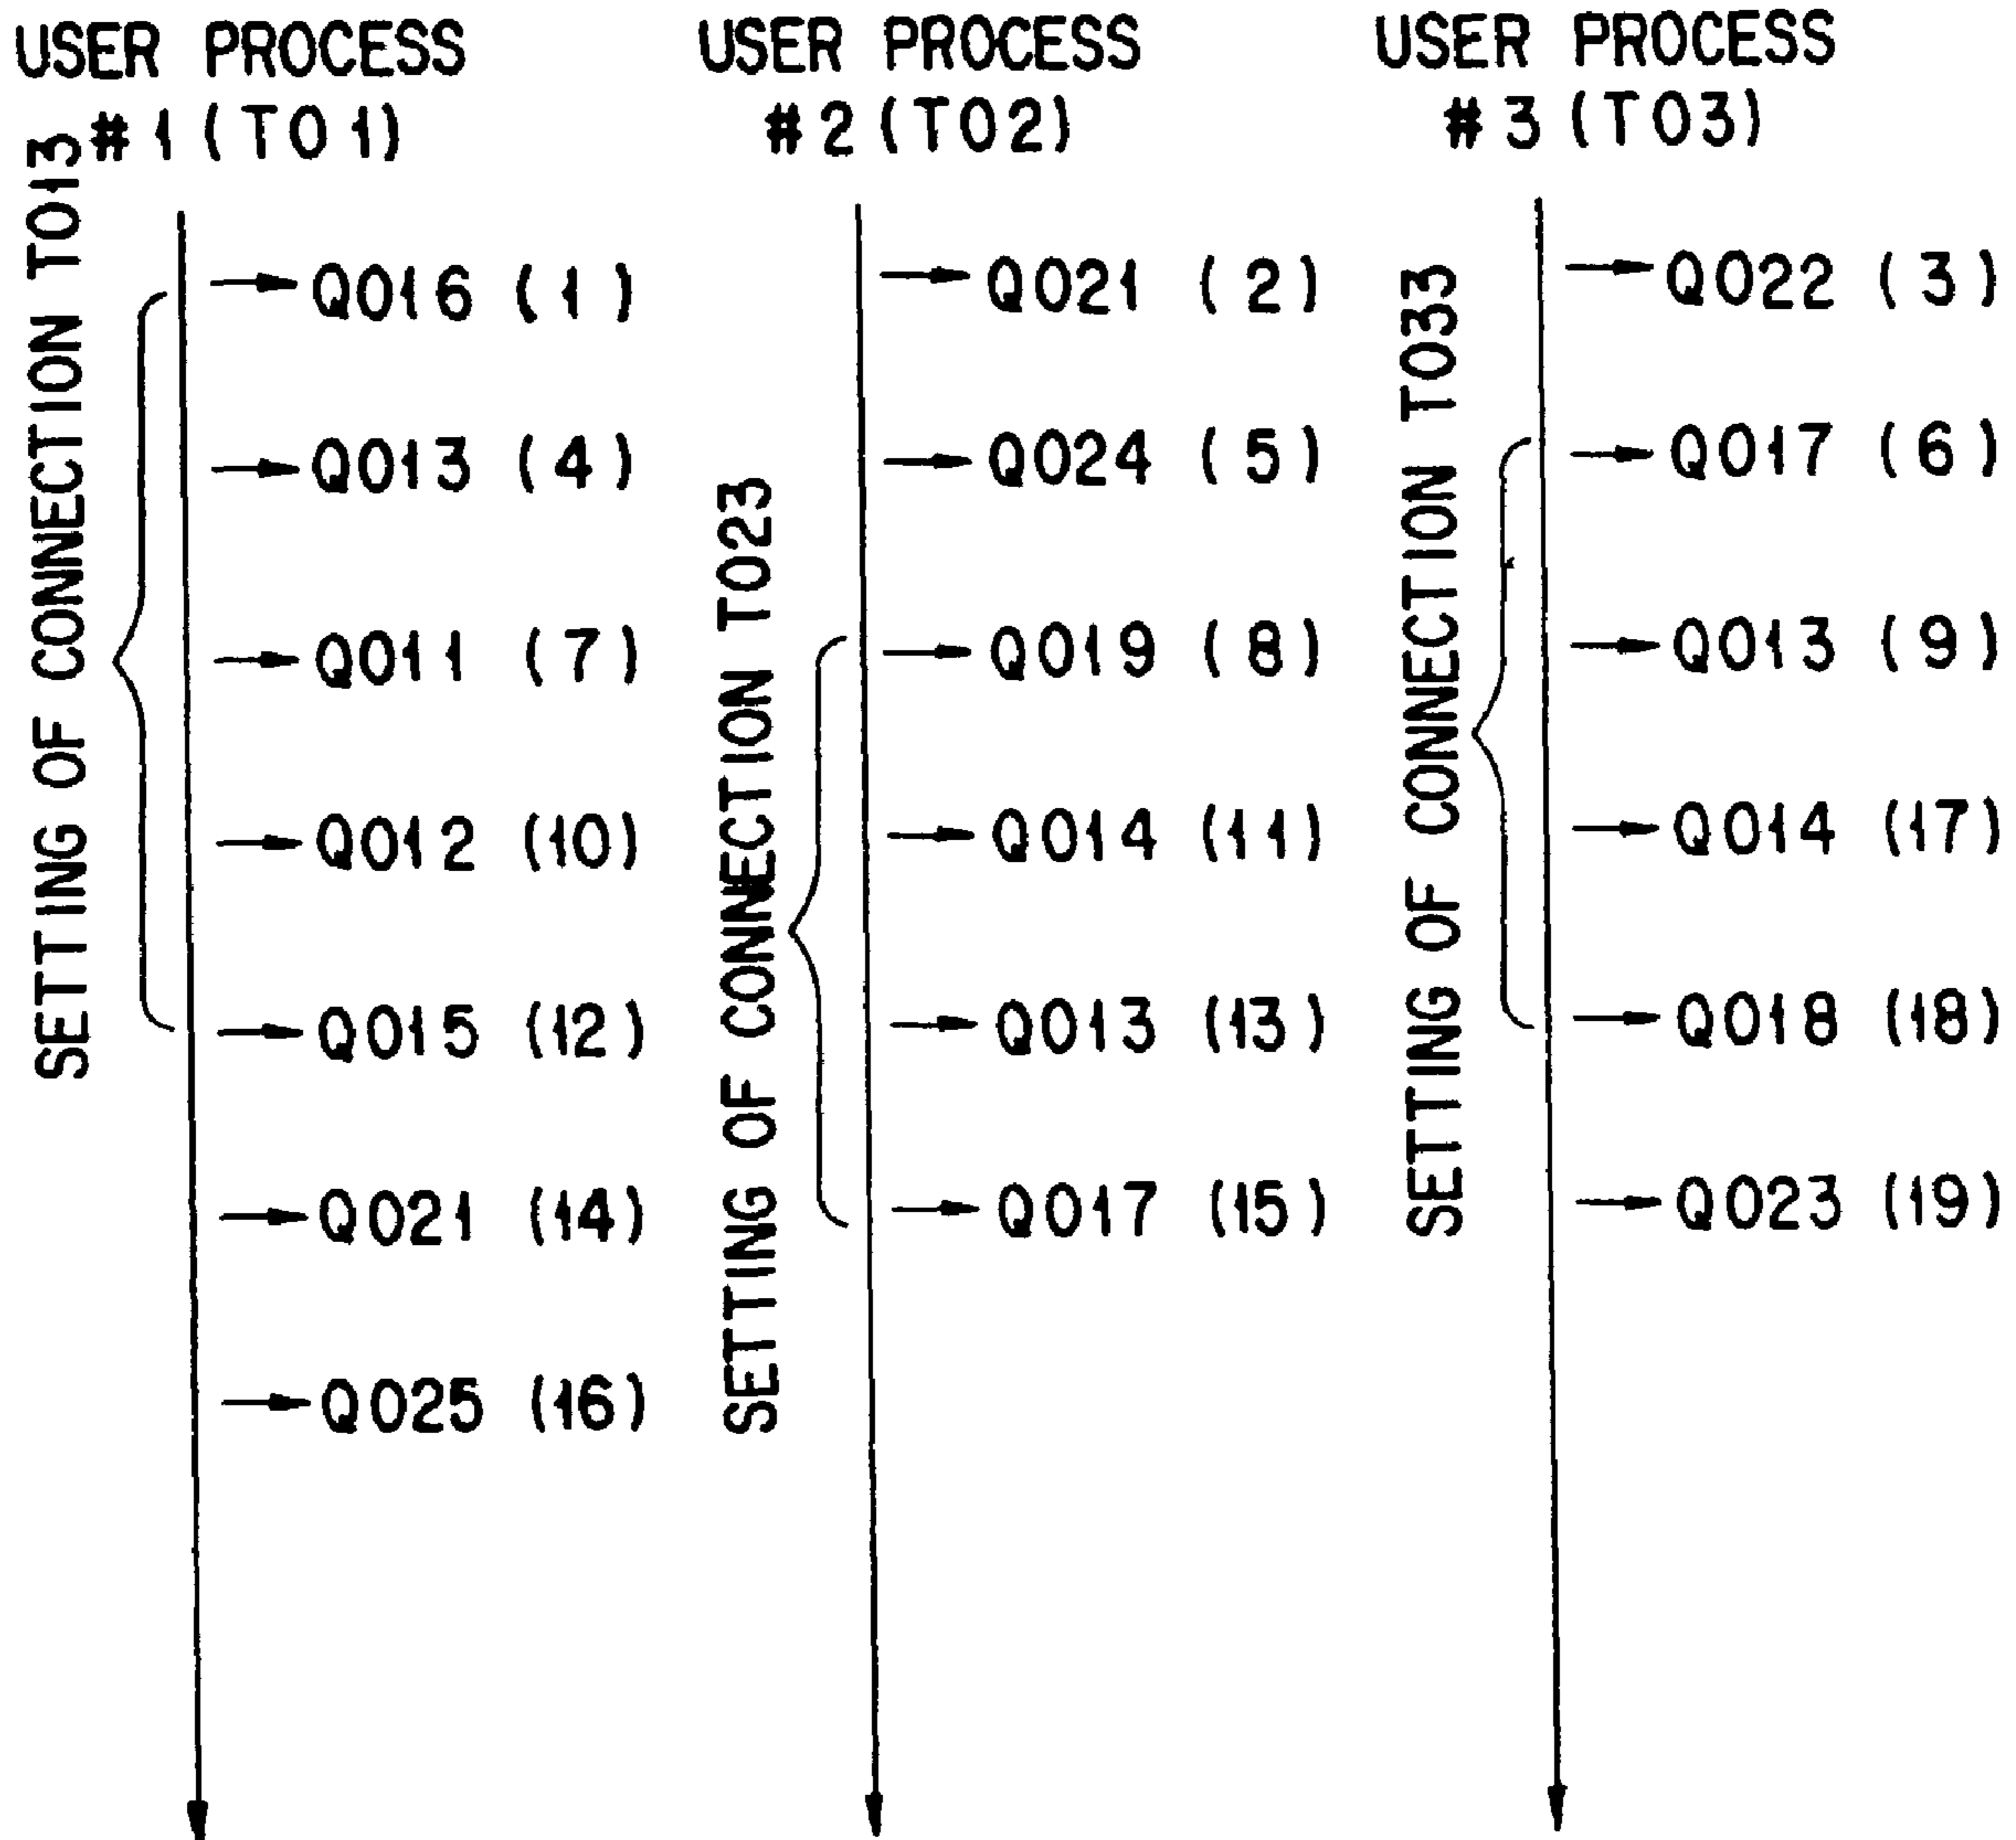 USER PROCESS
#1 (T01)
SETTING OF CONNECTION T013
Q016 (1)
Q013 (4)
Q011 (7)
Q012 (10)
Q015 (12)
Q021 (14)
Q025 (16)
USER PROCESS
#2 (T02)
SETTING OF CONNECTION T023
Q021 (2)
Q024 (5)
Q019 (8)
Q014 (11)
Q013 (13)
Q017 (15)
USER PROCESS
#3 (T03)
SETTING OF CONNECTION T033
Q022 (3)
Q017 (6)
Q013 (9)
Q014 (17)
Q018 (18)
Q023 (19)